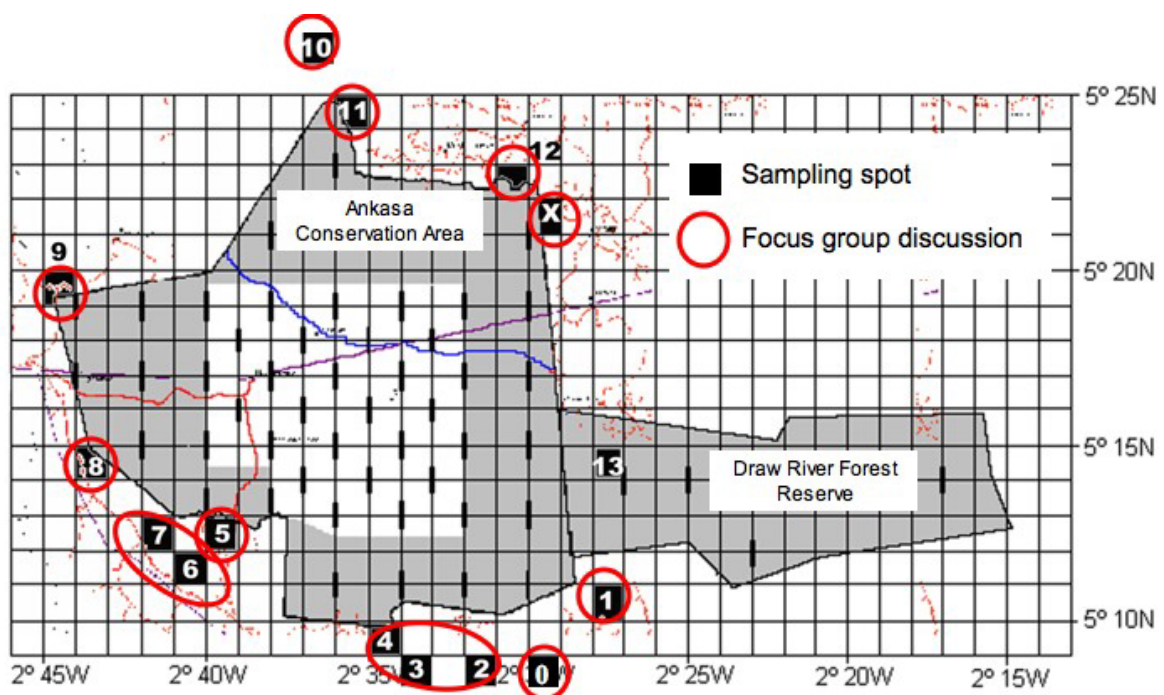 10
11
5° 25N
12
Sampling spot
Ankasa
Conservation Area
X
Focus group discussion
9
5° 20N
8
13
5° 15N
Draw River Forest
Reserve
7
5
6
1
5° 10N
4
3
2
0
2° 45W
2° 40W
2° 35W
2° 25W
2° 20W
2° 15W